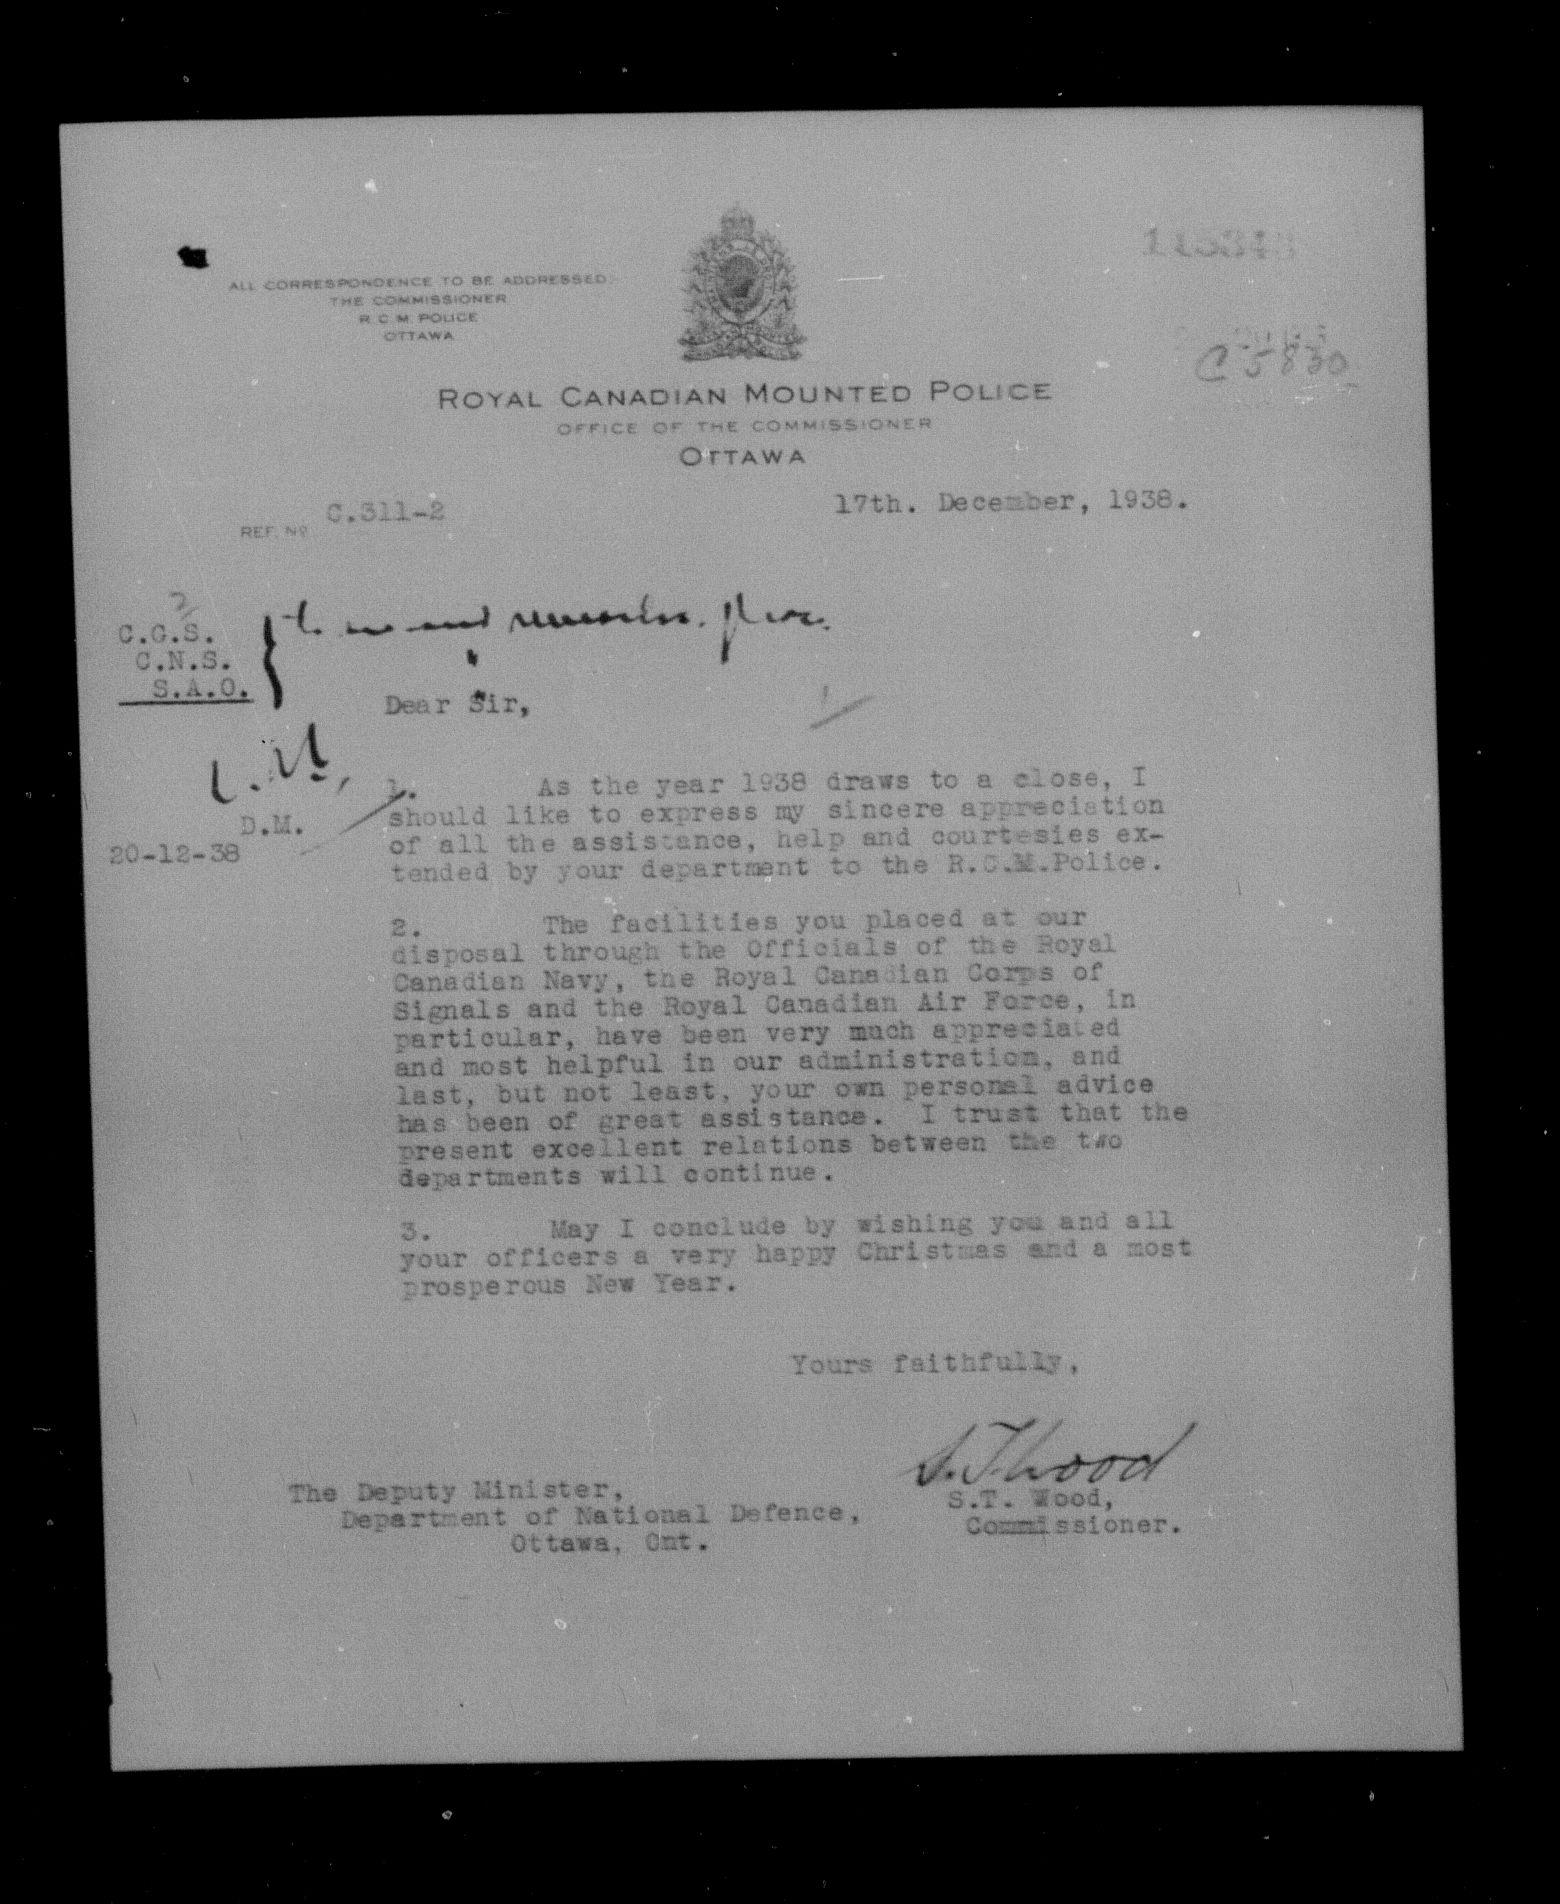 ALL CORRESPONDENCE TO BE ADDRESSED:
THE COMMISSIONER
R.C.M. POLICE
OTTAWA
C 5830
ROYAL CANADIAN MOUNTED POLICE
OFFICE OF THE COMMISSIONER
OTTAWA
REF. No C.311-2
17th. December, 1938.
C.G.S.
C.N.S.
S.A.O.
to see and
Dear Sir,
D.M.
20-12-38
1. As the year 1938 draws to a close, I
should like to express my sincere appreciation
of all the assistance, help and courtesies ex-
tended by your department to the R.C.M.Police.
2. The facilities you placed at our
disposal through the Officials of the Royal
Canadian Navy, the Royal Canadian Corps of
Signals and the Royal Canadian Air Force, in
particular, have been very much appreciated
and most helpful in our administration, and
last, but not least, your own personal advice
has been of great assistance. I trust that the
present excellent relations between the two
departments will continue.
3. May I conclude by wishing you and all
your officers a very happy Christmas and a most
prosperous New Year.
Yours faithfully,
S.T. Wood
S.T. Wood,
Commissioner.
The Deputy Minister,
Department of National Defence,
Ottawa, Ont.